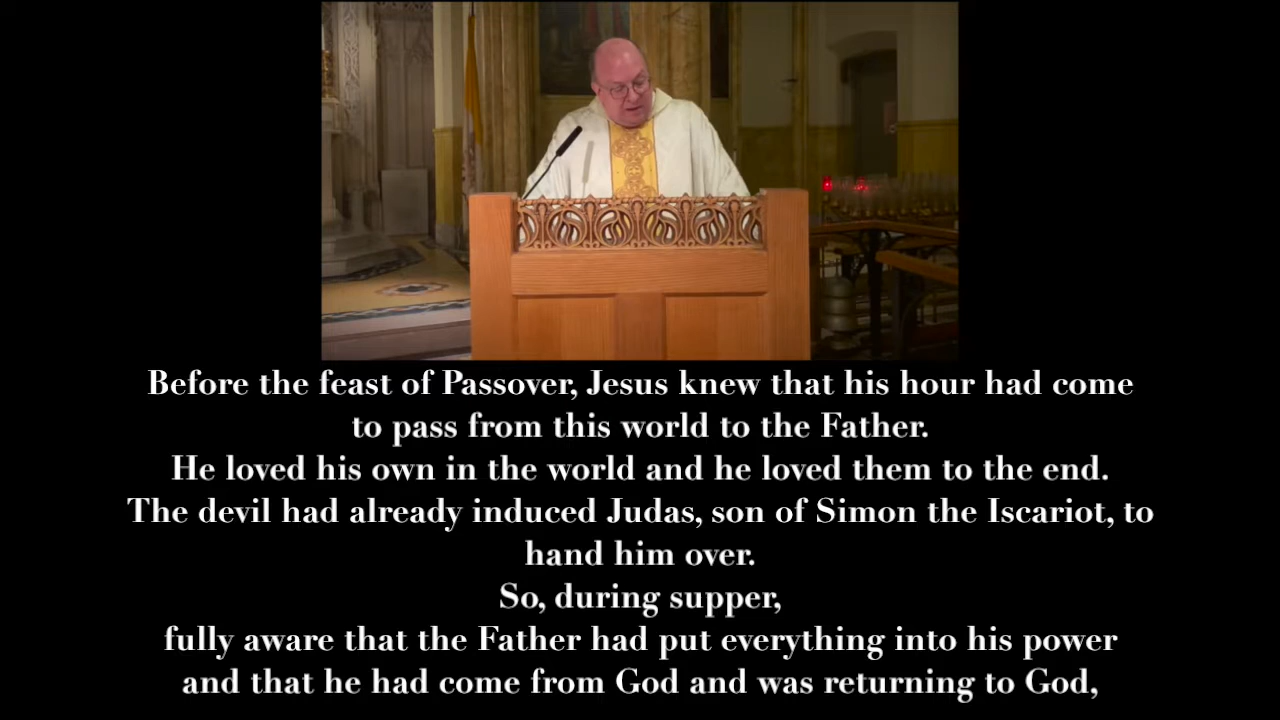 Before the feast of Passover, Jesus knew that his hour had come
to pass from this world to the Father.
He loved his own in the world and he loved them to the end.
The devil had already induced Judas, son of Simon the Iscariot, to
hand him over.
So, during supper,
fully aware that the Father had put everything into his power
and that he had come from God and was returning to God,